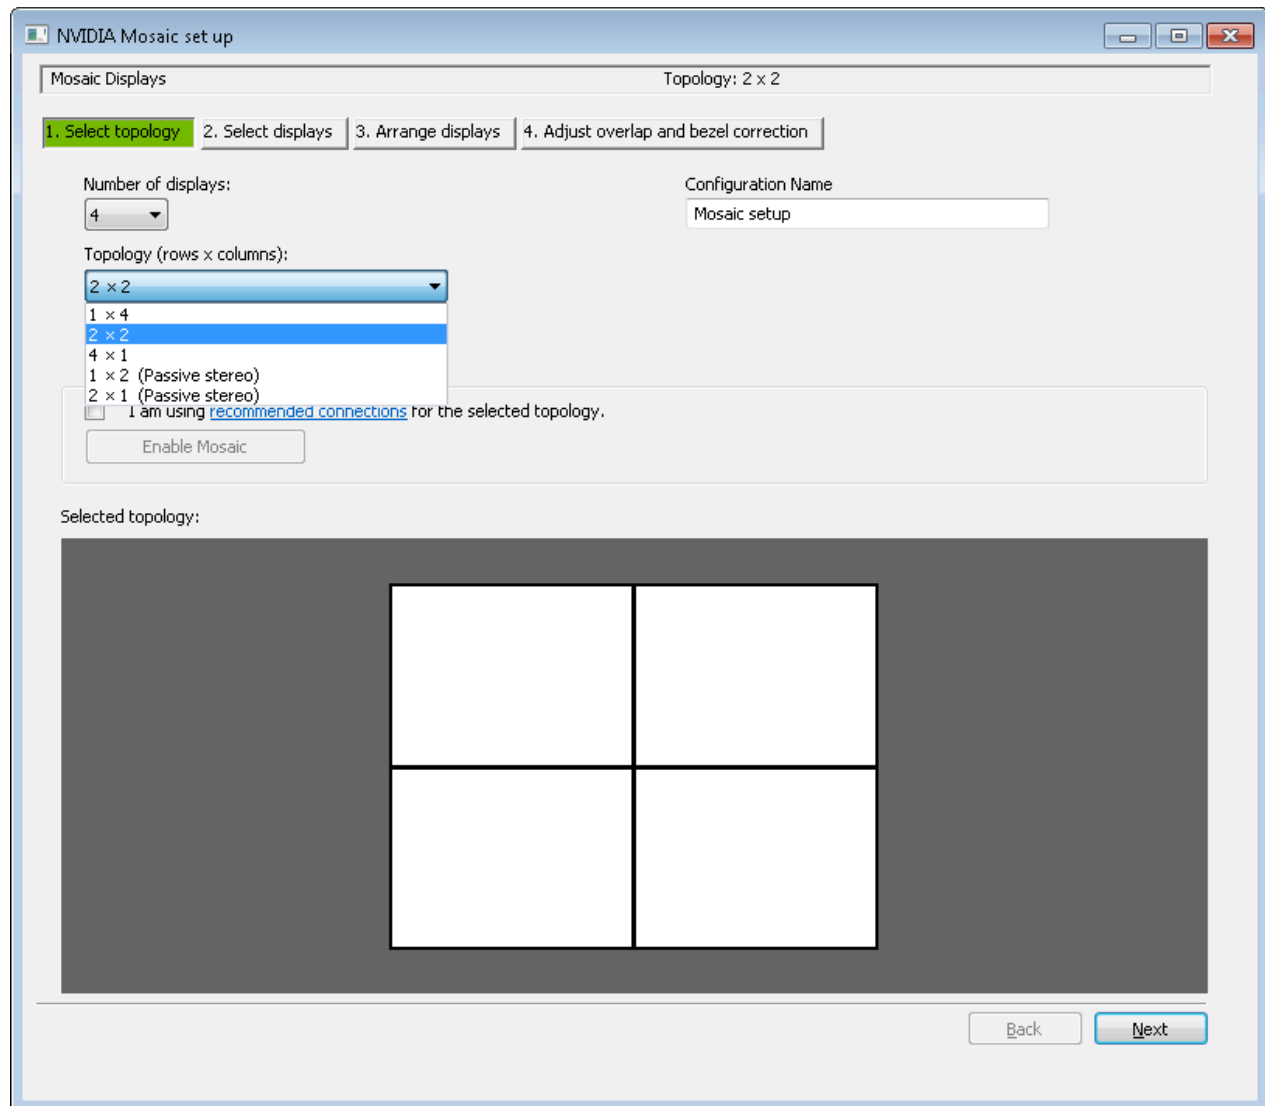 NVIDIA Mosaic set up
Mosaic Displays Topology: 2 x 2
1. Select topology 2. Select displays 3. Arrange displays 4. Adjust overlap and bezel correction
Number of displays: Configuration Name
4 Mosaic setup
Topology (rows x columns):
2 × 2
1 × 4
2 × 2
4 × 1
1 × 2 (Passive stereo)
2 × 1 (Passive stereo)
I am using recommended connections for the selected topology.
Enable Mosaic
Selected topology:
Back Next